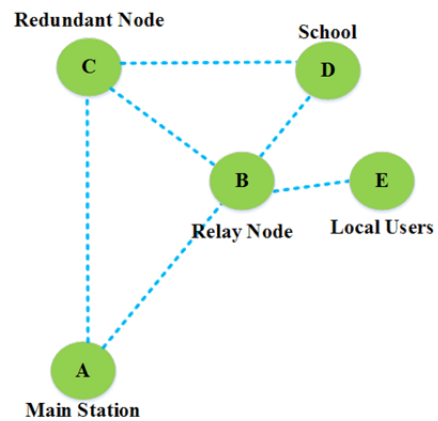 Redundant Node
School
C
D
B
E
Relay Node
Local Users
A
Main Station